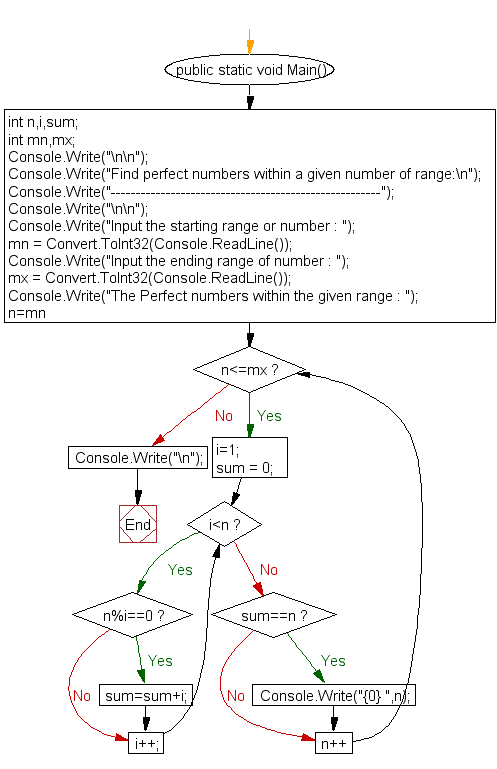 public static void Main()
int n,i,sum;
int mn,mx;
Console.Write("\n\n");
Console.Write("Find perfect numbers within a given number of range:\n");
Console.Write("------------------------------------------------------");
Console.Write("\n\n");
Console.Write("Input the starting range or number : ");
mn = Convert.ToInt32(Console.ReadLine());
Console.Write("Input the ending range of number : ");
mx = Convert.ToInt32(Console.ReadLine());
Console.Write("The Perfect numbers within the given range : ");
n=mn
n<=mx ?
No
Yes
Console.Write("\n");
i=1;
sum = 0;
End
i<n ?
Yes
No
n%i==0 ?
sum==n ?
Yes
Yes
No
sum=sum+i;
No
Console.Write("{0} ",n);
i++;
n++